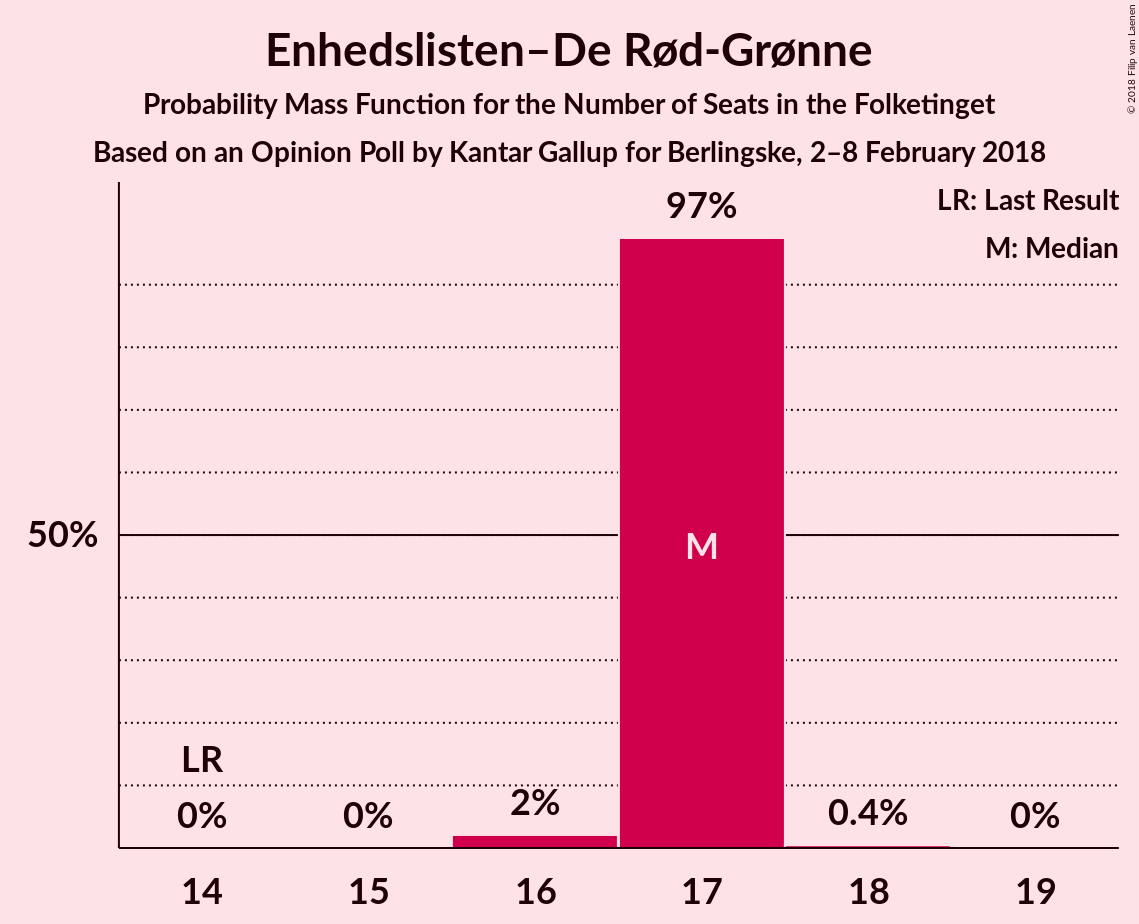 Enhedslisten–De Rød-Grønne
Probability Mass Function for the Number of Seats in the Folketinget
Based on an Opinion Poll by Kantar Gallup for Berlingske, 2–8 February 2018
© 2018 Filip van Laenen
LR: Last Result
M: Median
97%
50%
M
LR
0%
0%
2%
0.4%
0%
14
15
16
17
18
19